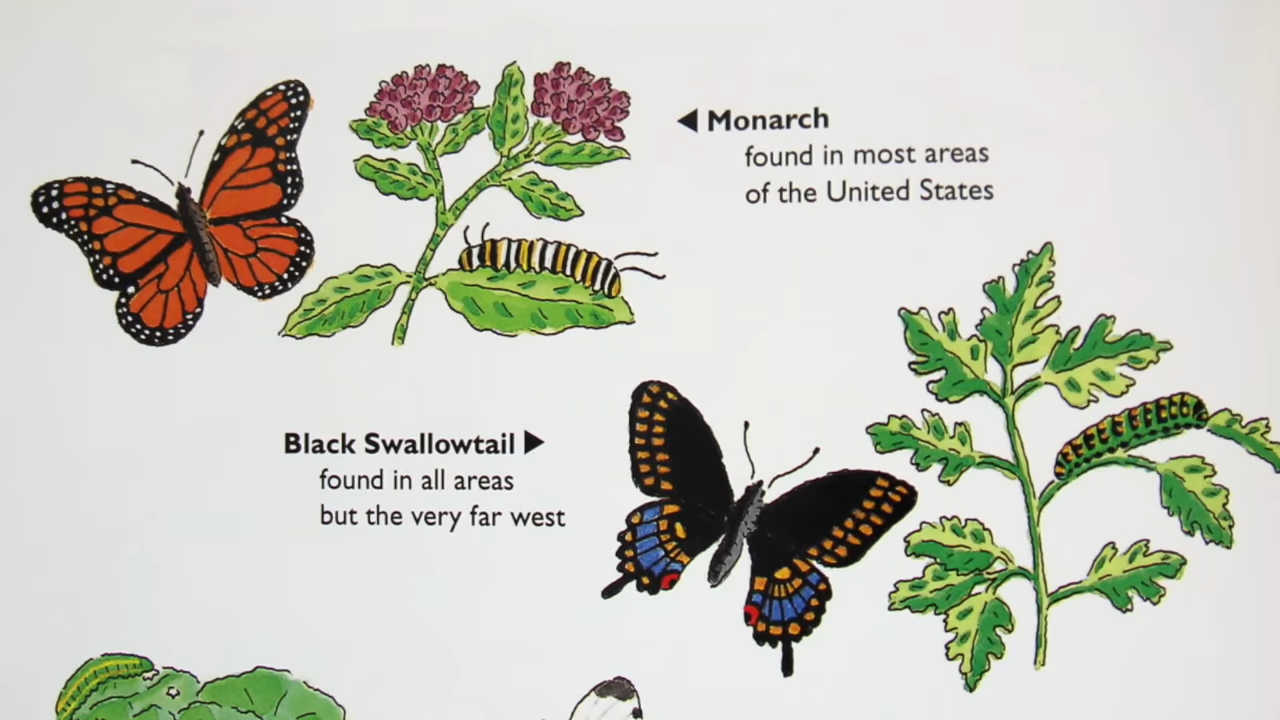 Monarch
found in most areas
of the United States
Black Swallowtail
found in all areas
but the very far west